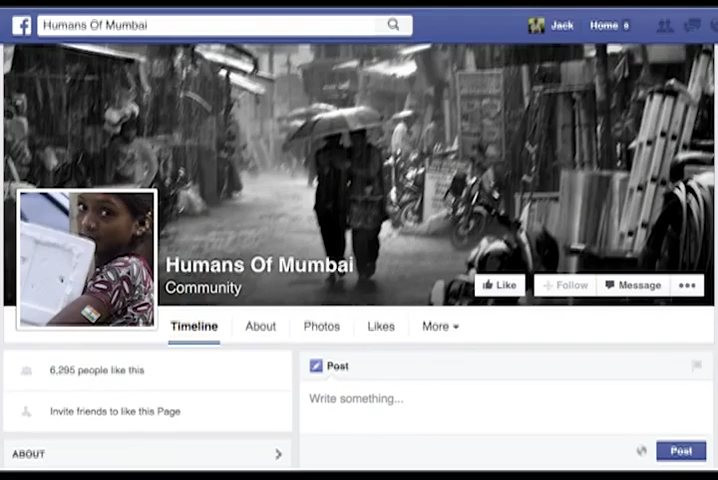 Humans Of Mumbai
Jack Home
Humans Of Mumbai
Community
Like Follow Message
Timeline About Photos Likes More
6,295 people like this
Invite friends to like this Page
ABOUT
Post
Write something...
Post